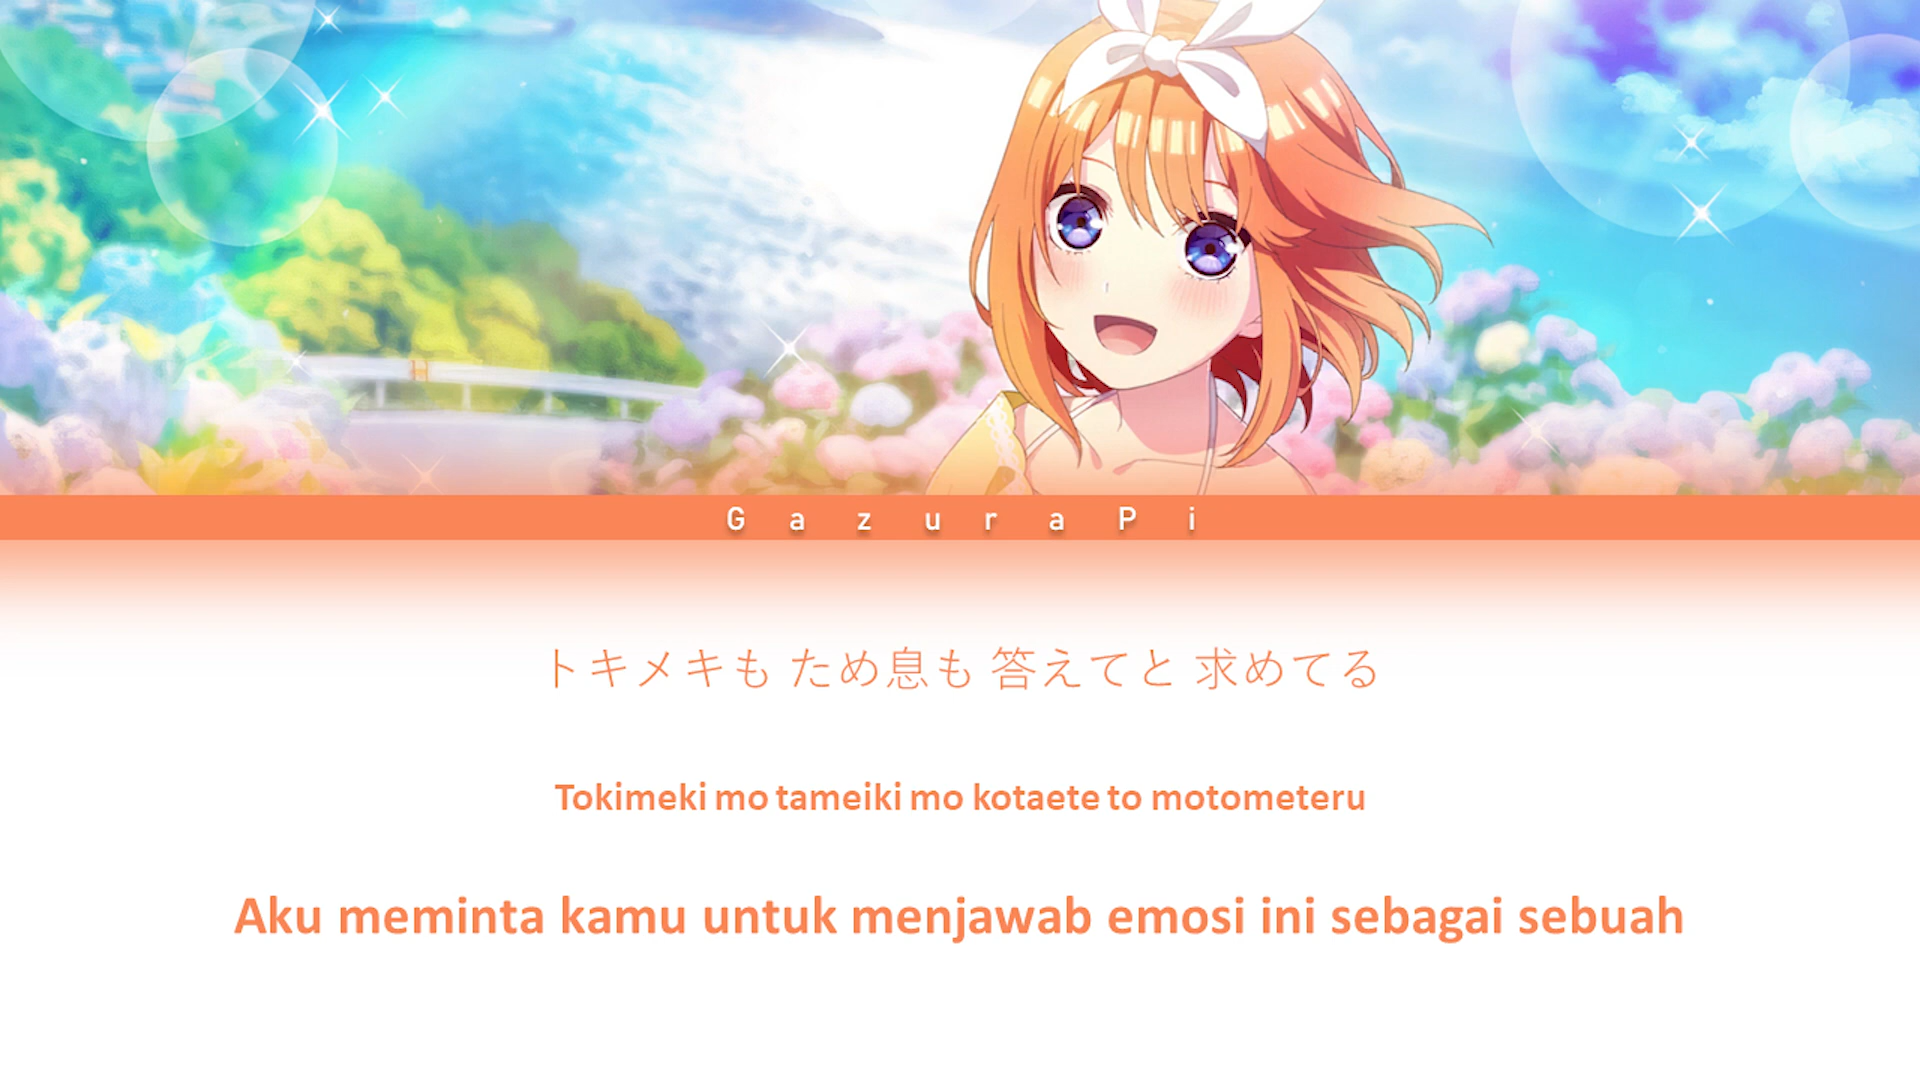 GazuraPi
トキメキも ため息も 答えてと 求めてる
Tokimeki mo tameiki mo kotaete to motometeru
Aku meminta kamu untuk menjawab emosi ini sebagai sebuah